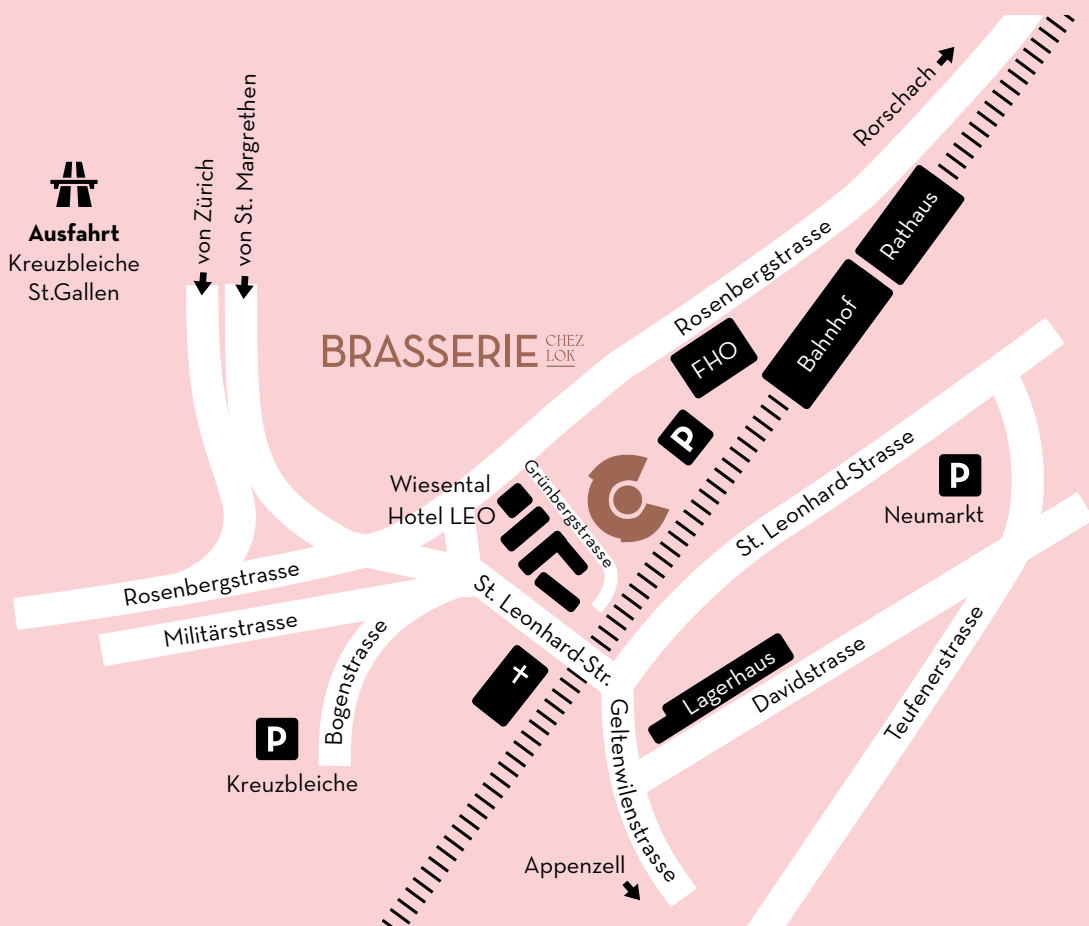 Rorschach
von Zürich
von St. Margrethen
Ausfahrt
Kreuzbleiche
St.Gallen
Rathaus
Rosenbergstrasse
Bahnhof
BRASSERIE CHEZ
LOK
FHO
P
St. Leonhard-Strasse
P
Neumarkt
Wiesental
Hotel LEO
Grünbergstrasse
Rosenbergstrasse
Militärstrasse
St. Leonhard-Str.
Bogenstrasse
Lagerhaus
Davidstrasse
Teufenerstrasse
Geltenwilenstrasse
P
Kreuzbleiche
Appenzell